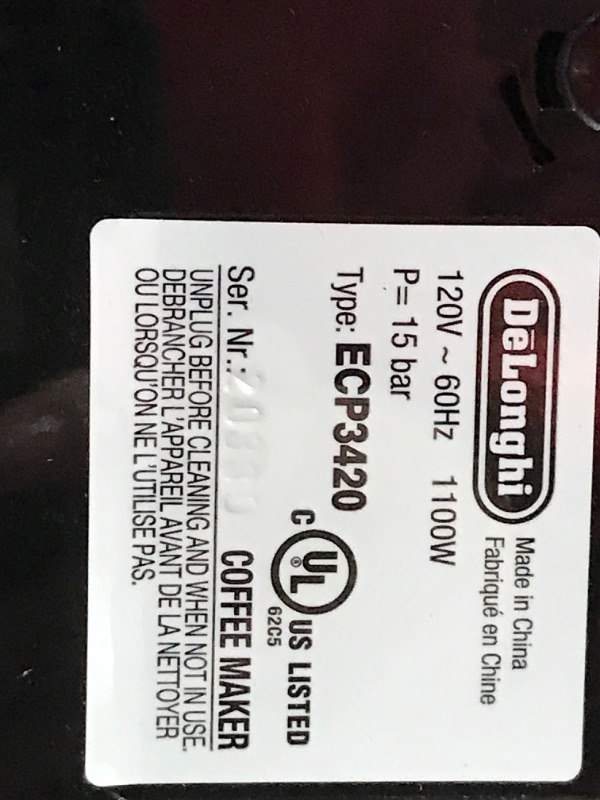 DeLonghi
Made in China
Fabriqué en Chine
120V ~ 60Hz 1100W
P= 15 bar
Type: ECP3420
C UL® US LISTED
62C5
Ser. Nr.: COFFEE MAKER
UNPLUG BEFORE CLEANING AND WHEN NOT IN USE.
DEBRANCHER L'APPAREIL AVANT DE LA NETTOYER
OU LORSQU'ON NE L'UTILISE PAS.